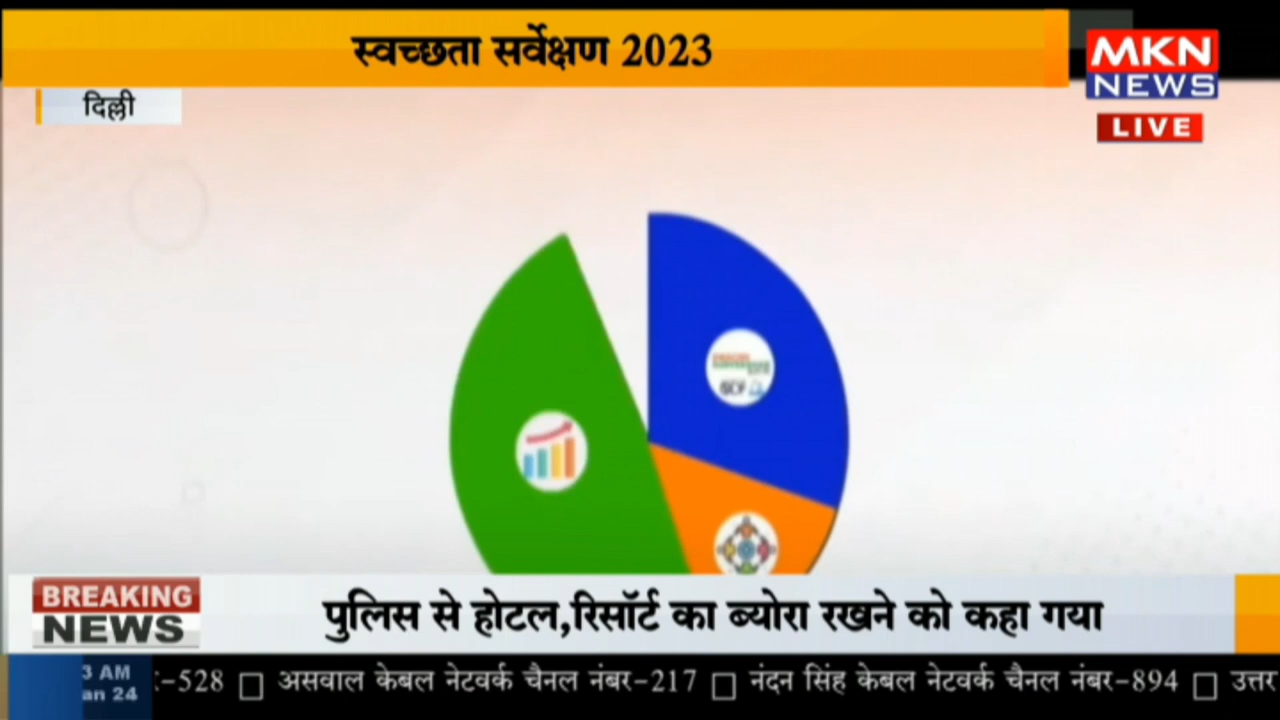 स्वच्छता सर्वेक्षण 2023
MKN
NEWS
दिल्ली
LIVE
BREAKING
NEWS
पुलिस से होटल,रिसॉर्ट का ब्योरा रखने को कहा गया
3 AM
an 24
:-528 □ असवाल केबल नेटवर्क चैनल नंबर-217 □ नंदन सिंह केबल नेटवर्क चैनल नंबर-894 □ उत्तर